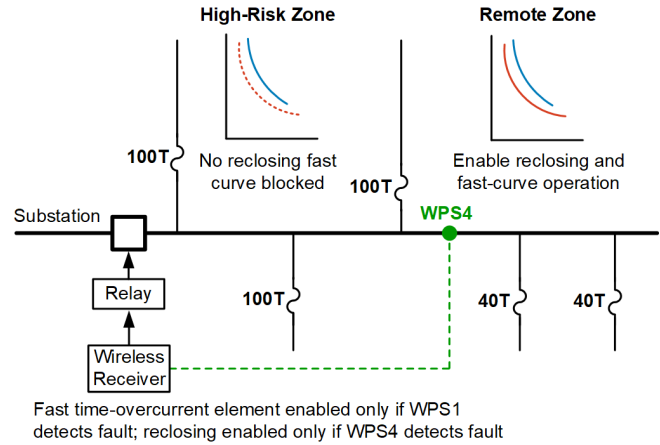 High-Risk Zone
Remote Zone
100T
No reclosing fast
curve blocked
100T
Enable reclosing and
fast-curve operation
Substation
WPS4
Relay
100T
40T
40T
Wireless
Receiver
Fast time-overcurrent element enabled only if WPS1
detects fault; reclosing enabled only if WPS4 detects fault